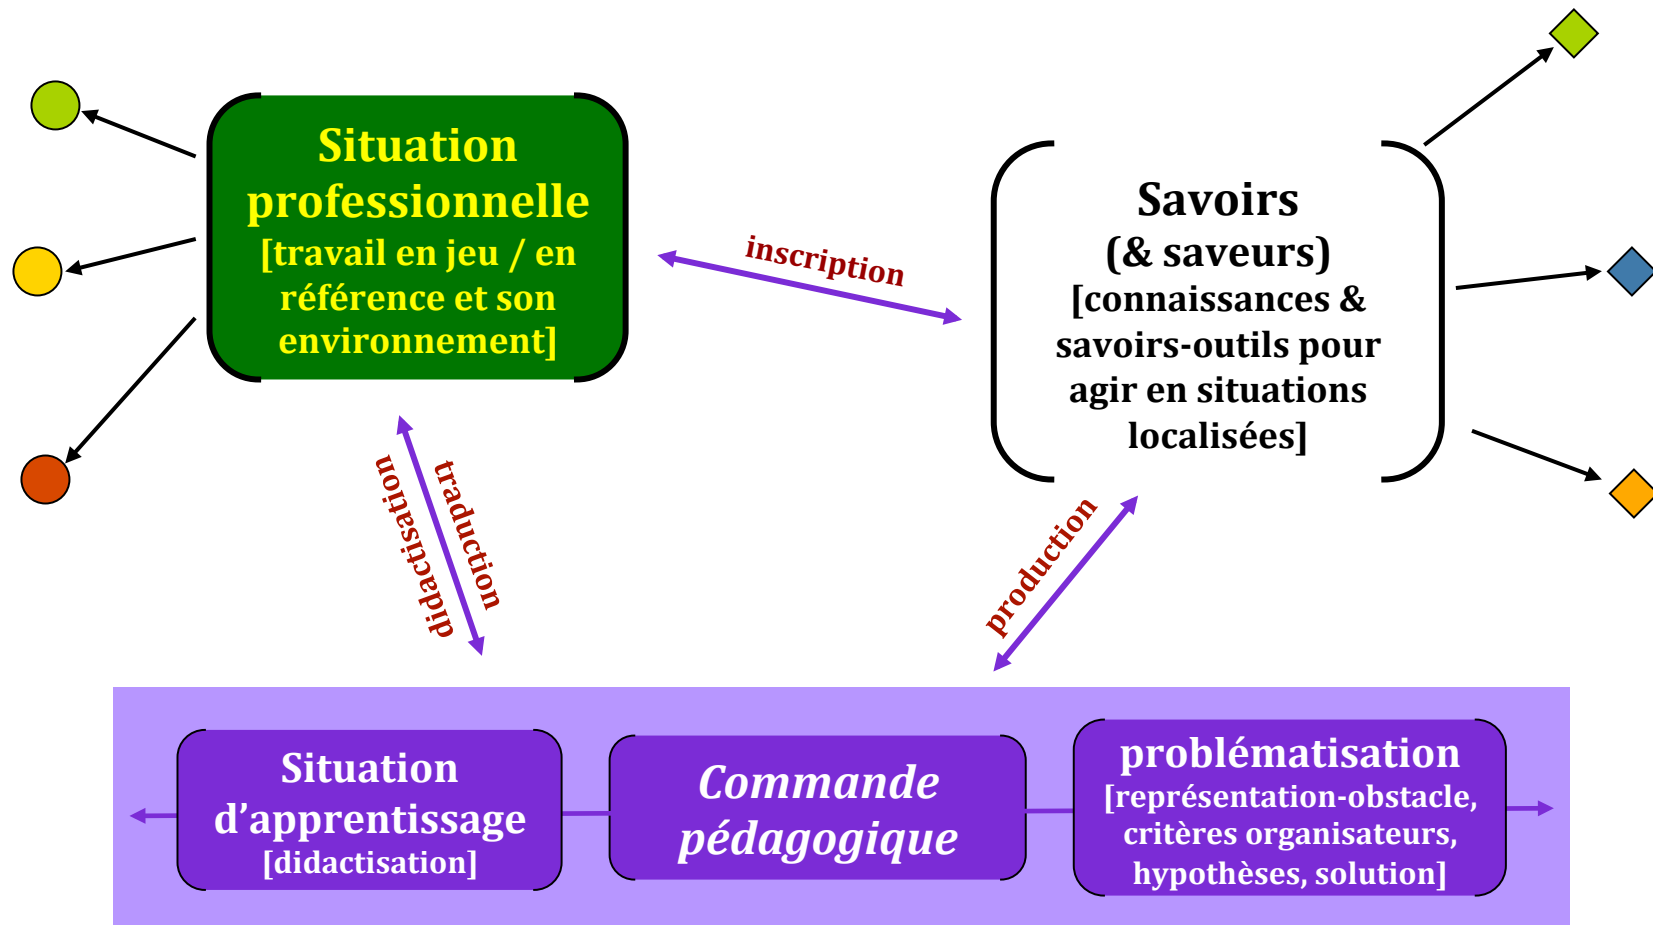 Situation
professionnelle
[travail en jeu / en
référence et son
environnement]
inscription
Savoirs
(& saveurs)
[connaissances &
savoirs-outils pour
agir en situations
localisées]
traduction
didactisation
production
Situation
d’apprentissage
[didactisation]
Commande
pédagogique
problématisation
[représentation-obstacle,
critères organisateurs,
hypothèses, solution]